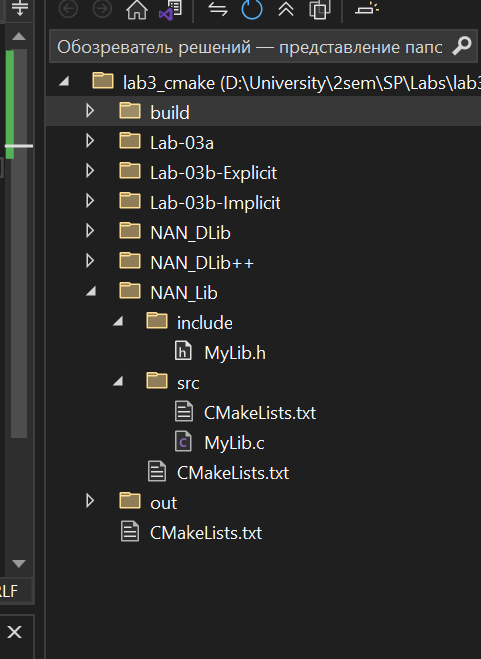 Обозреватель решений — представление папс
lab3_cmake (D:\University\2sem\SP\Labs\lab3
build
Lab-03a
Lab-03b-Explicit
Lab-03b-Implicit
NAN_DLib
NAN_DLib++
NAN_Lib
include
MyLib.h
src
CMakeLists.txt
MyLib.c
CMakeLists.txt
out
CMakeLists.txt
RLF